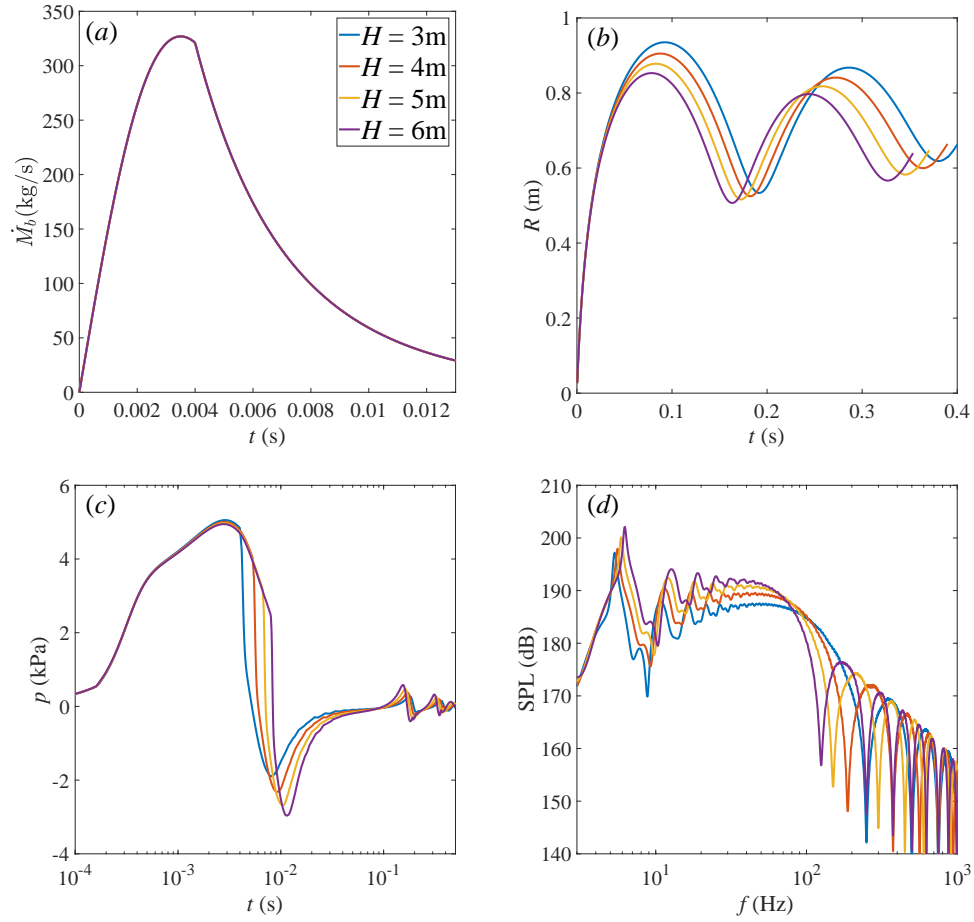 (a)
350
300
250
200
150
100
50
0
Ṁb (kg/s)
0 0.002 0.004 0.006 0.008 0.01 0.012
t (s)
H = 3m
H = 4m
H = 5m
H = 6m
(b)
1
0.8
0.6
0.4
0.2
0
R (m)
0 0.1 0.2 0.3 0.4
t (s)
(c)
6
4
2
0
-2
-4
p (kPa)
10^-4 10^-3 10^-2 10^-1
t (s)
(d)
210
200
190
180
170
160
150
140
SPL (dB)
10^1 10^2 10^3
f (Hz)